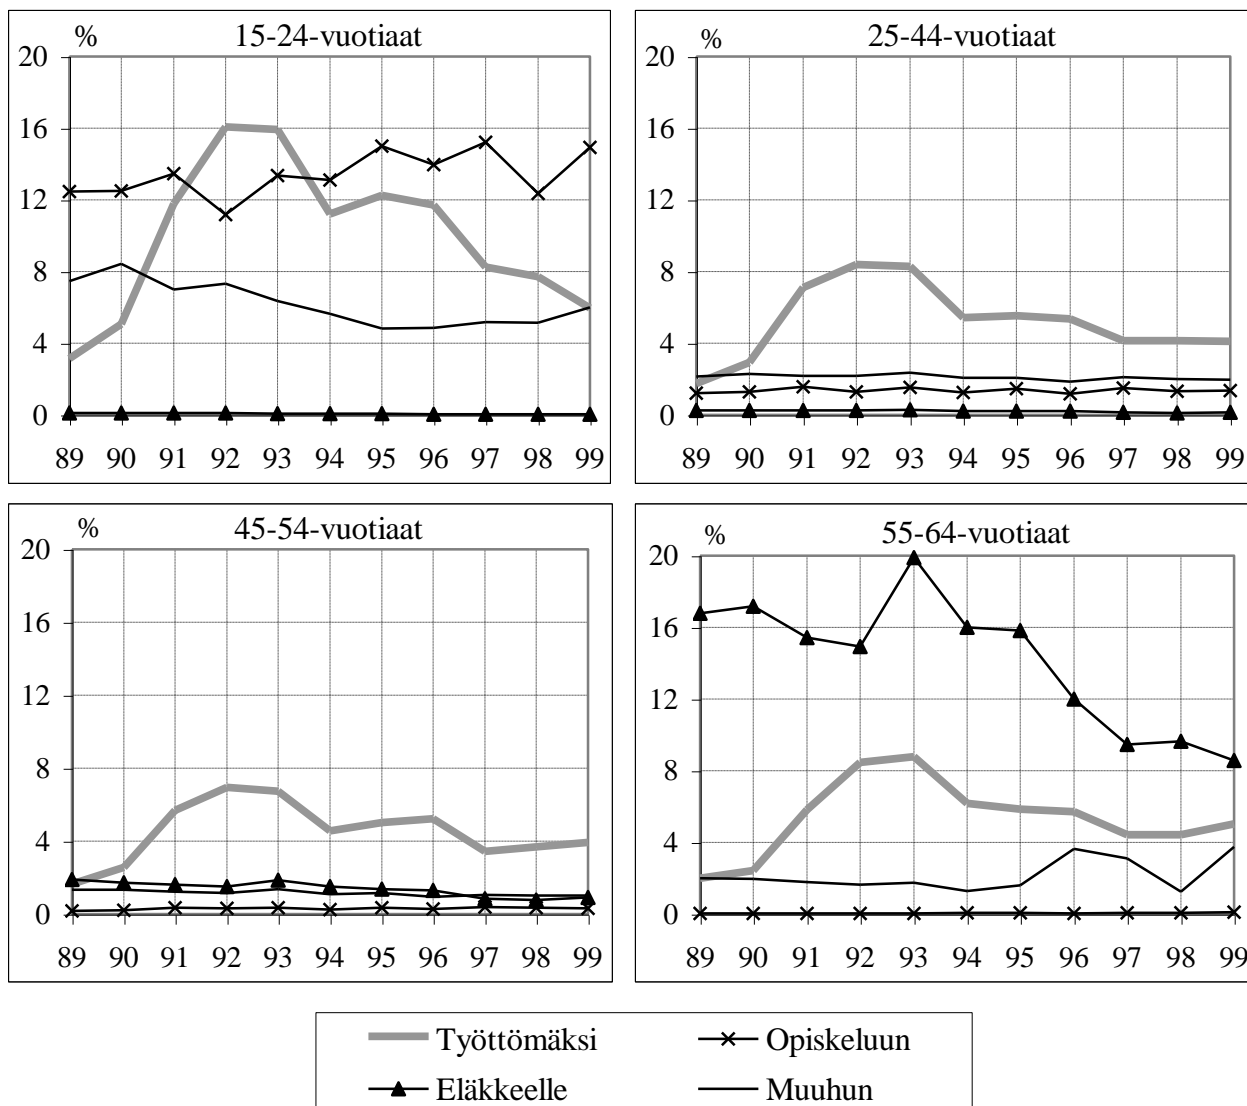 % 15-24-vuotiaat
20
16
12
8
4
0
89 90 91 92 93 94 95 96 97 98 99
% 25-44-vuotiaat
20
16
12
8
4
0
89 90 91 92 93 94 95 96 97 98 99
% 45-54-vuotiaat
20
16
12
8
4
0
89 90 91 92 93 94 95 96 97 98 99
% 55-64-vuotiaat
20
16
12
8
4
0
89 90 91 92 93 94 95 96 97 98 99
Työttömäksi Opiskeluun
Eläkkeelle Muuhun